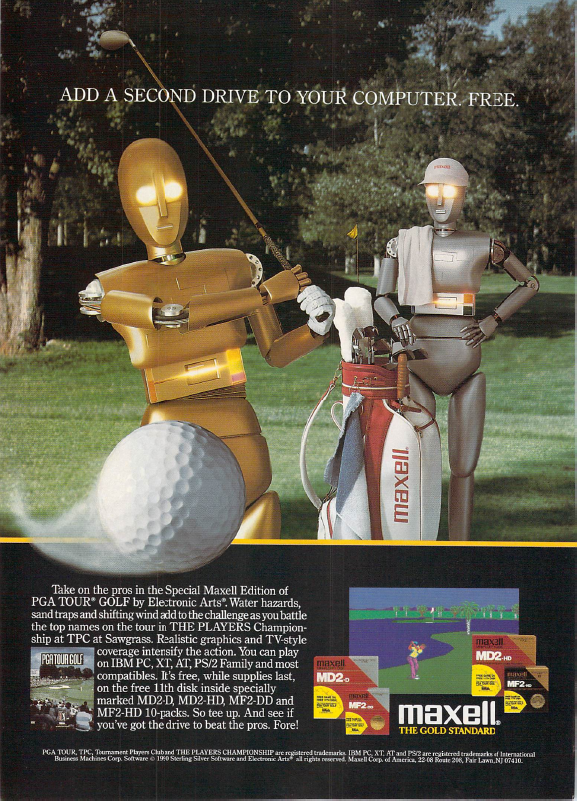 ADD A SECOND DRIVE TO YOUR COMPUTER. FREE.
maxell
maxell.
Take on the pros in the Special Maxell Edition of
PGA TOUR® GOLF by Electronic Arts®. Water hazards,
sand traps and shifting wind add to the challenge as you battle
the top names on the tour in THE PLAYERS Champion-
ship at TPC at Sawgrass. Realistic graphics and TV-style
coverage intensify the action. You can play
on IBM PC, XT, AT, PS/2 Family and most
compatibles. It's free, while supplies last,
on the free 11th disk inside specially
marked MD2-D, MD2-HD, MF2-DD and
MF2-HD 10-packs. So tee up. And see if
you've got the drive to beat the pros. Fore!
PGA TOUR GOLF
maxell
MD2-D
maxell
MF2-DD
maxell
MD2-HD
maxell
MF2-HD
maxell®
THE GOLD STANDARD
PGA TOUR, TPC, Tournament Players Club and THE PLAYERS CHAMPIONSHIP are registered trademarks. IBM PC, XT, AT and PS/2 are registered trademarks of International
Business Machines Corp. Software © 1990 Sterling Silver Software and Electronic Arts® all rights reserved. Maxell Corp. of America, 22-08 Route 208, Fair Lawn, NJ 07410.